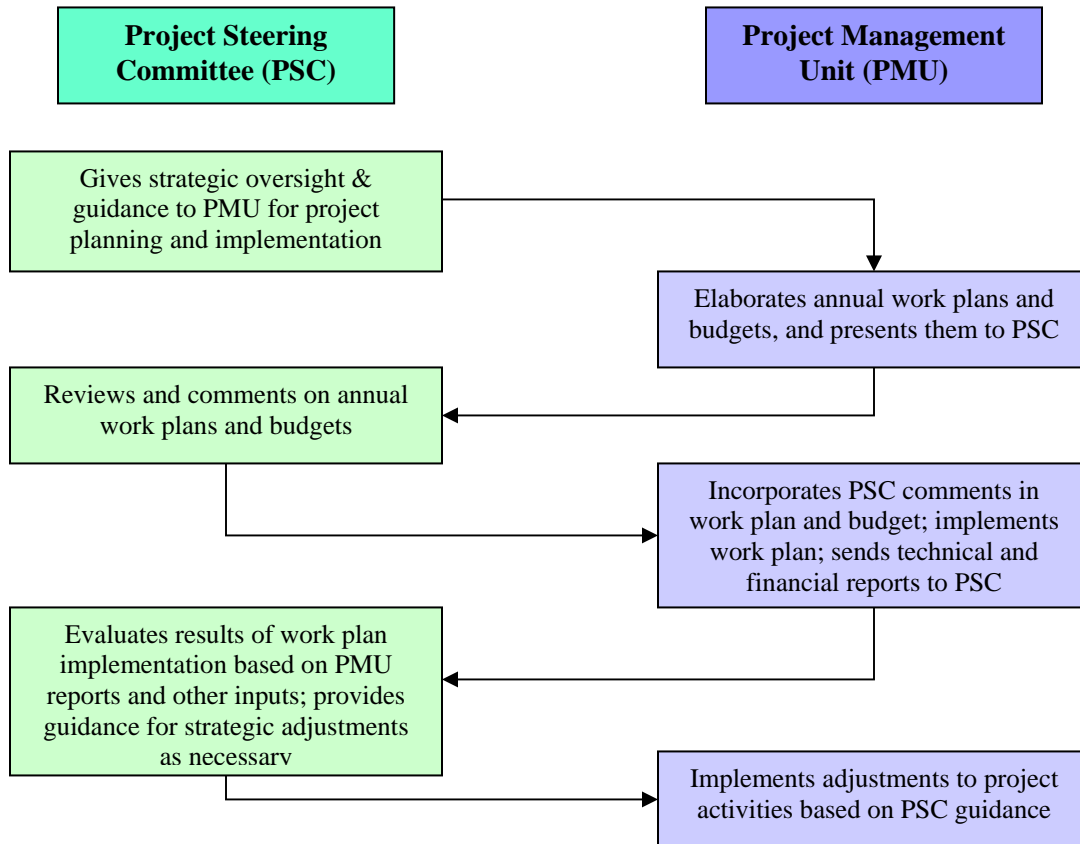 Project Steering
Committee (PSC)
Project Management
Unit (PMU)
Gives strategic oversight &
guidance to PMU for project
planning and implementation
Elaborates annual work plans and
budgets, and presents them to PSC
Reviews and comments on annual
work plans and budgets
Incorporates PSC comments in
work plan and budget; implements
work plan; sends technical and
financial reports to PSC
Evaluates results of work plan
implementation based on PMU
reports and other inputs; provides
guidance for strategic adjustments
as necessary
Implements adjustments to project
activities based on PSC guidance